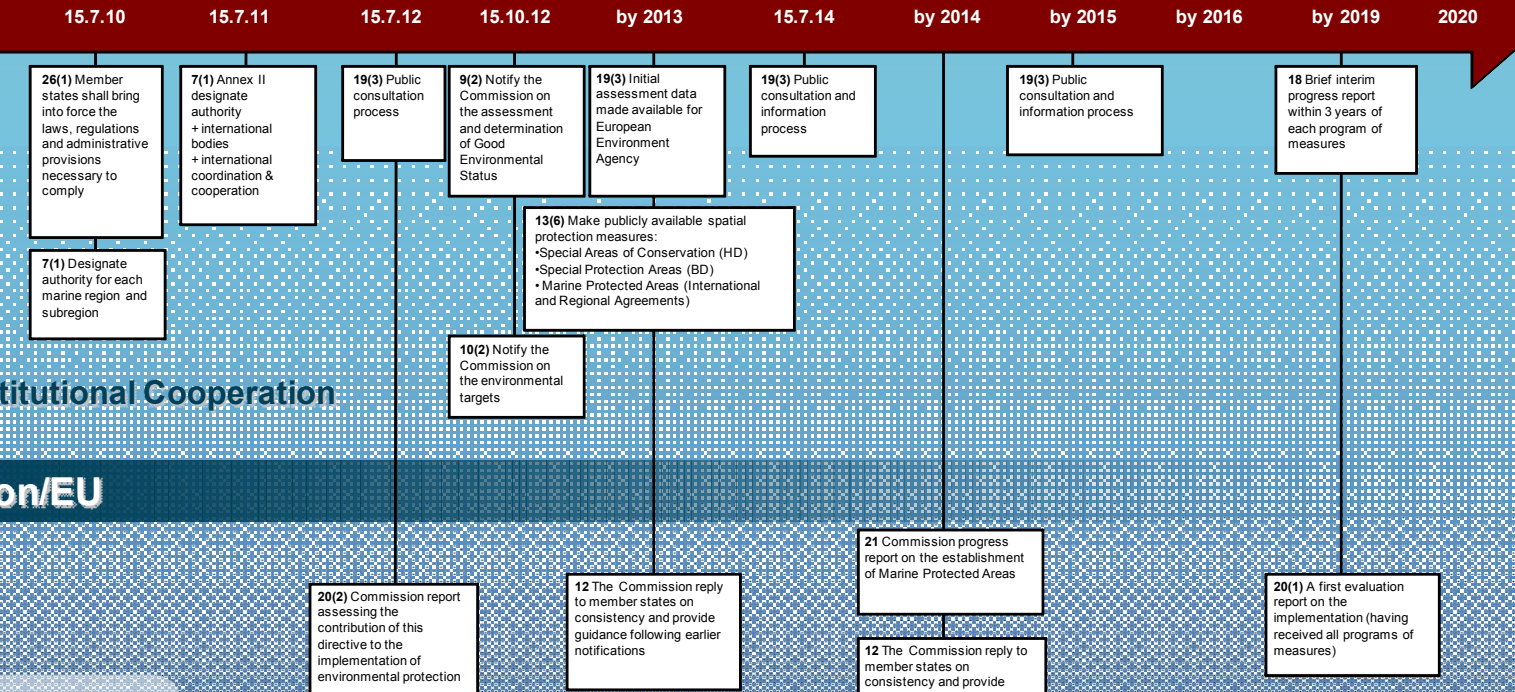 15.7.10
15.7.11
15.7.12
15.10.12
by 2013
15.7.14
by 2014
by 2015
by 2016
by 2019
2020
26(1) Member
states shall bring
into force the
laws, regulations
and administrative
provisions
necessary to
comply
7(1) Annex II
designate
authority
+ international
bodies
+ international
coordination &
cooperation
19(3) Public
consultation
process
9(2) Notify the
Commission on
the assessment
and determination
of Good
Environmental
Status
19(3) Initial
assessment data
made available for
European
Environment
Agency
19(3) Public
consultation and
information
process
19(3) Public
consultation and
information process
18 Brief interim
progress report
within 3 years of
each program of
measures
13(6) Make publicly available spatial
protection measures:
•Special Areas of Conservation (HD)
•Special Protection Areas (BD)
• Marine Protected Areas (International
and Regional Agreements)
7(1) Designate
authority for each
marine region and
subregion
10(2) Notify the
Commission on
the environmental
targets
titutional Cooperation
on/EU
21 Commission progress
report on the establishment
of Marine Protected Areas
20(2) Commission report
assessing the
contribution of this
directive to the
implementation of
environmental protection
12 The Commission reply
to member states on
consistency and provide
guidance following earlier
notifications
12 The Commission reply to
member states on
consistency and provide
20(1) A first evaluation
report on the
implementation (having
received all programs of
measures)